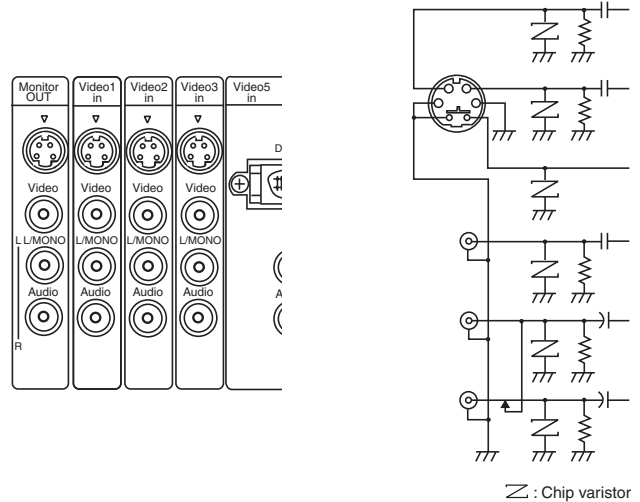 Monitor OUT
Video1 in
Video2 in
Video3 in
Video5 in
D
Video
Video
Video
Video
L L/MONO
L/MONO
L/MONO
L/MONO
Audio
Audio
Audio
Audio
A
R
: Chip varistor